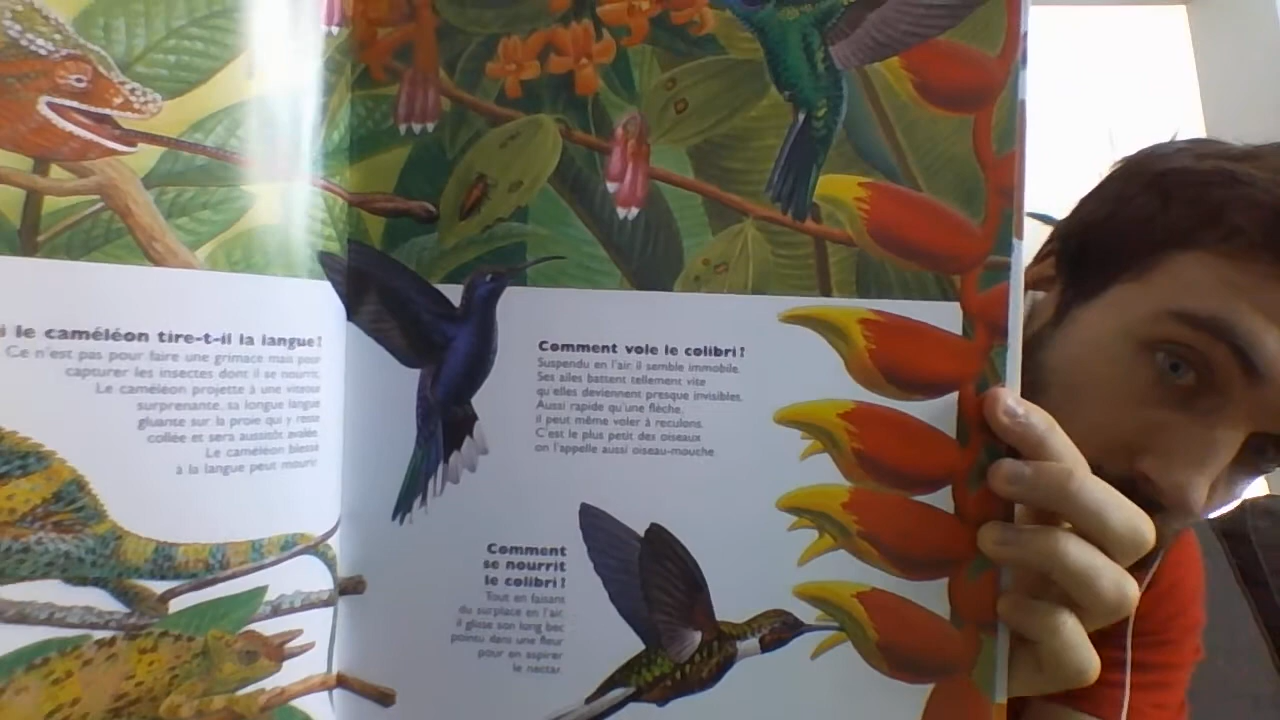 i le caméléon tire-t-il la langue?
Ce n'est pas pour faire une grimace mais pour
capturer les insectes dont il se nourrit.
Le caméléon projette à une vitesse
surprenante, sa longue langue
gluante sur la proie qui y reste
collée et sera aussitôt avalée.
Le caméléon blessé
à la langue peut mourir.
Comment vole le colibri?
Suspendu en l'air, il semble immobile.
Ses ailes battent tellement vite
qu'elles deviennent presque invisibles.
Aussi rapide qu'une flèche,
il peut même voler à reculons.
C'est le plus petit des oiseaux
on l'appelle aussi oiseau-mouche.
Comment
se nourrit
le colibri?
Tout en faisant
du surplace en l'air,
il glisse son long bec
pointu dans une fleur
pour en aspirer
le nectar.